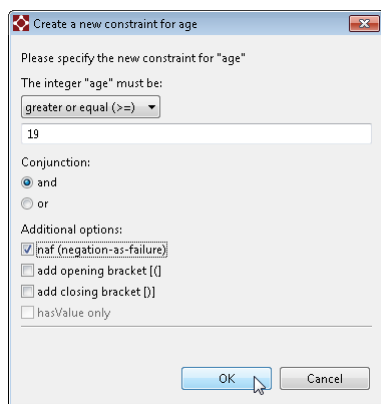 Create a new constraint for age
Please specify the new constraint for "age"
The integer "age" must be:
greater or equal (>=)
19
Conjunction:
and
or
Additional options:
naf (negation-as-failure)
add opening bracket [(]
add closing bracket [)]
hasValue only
OK Cancel